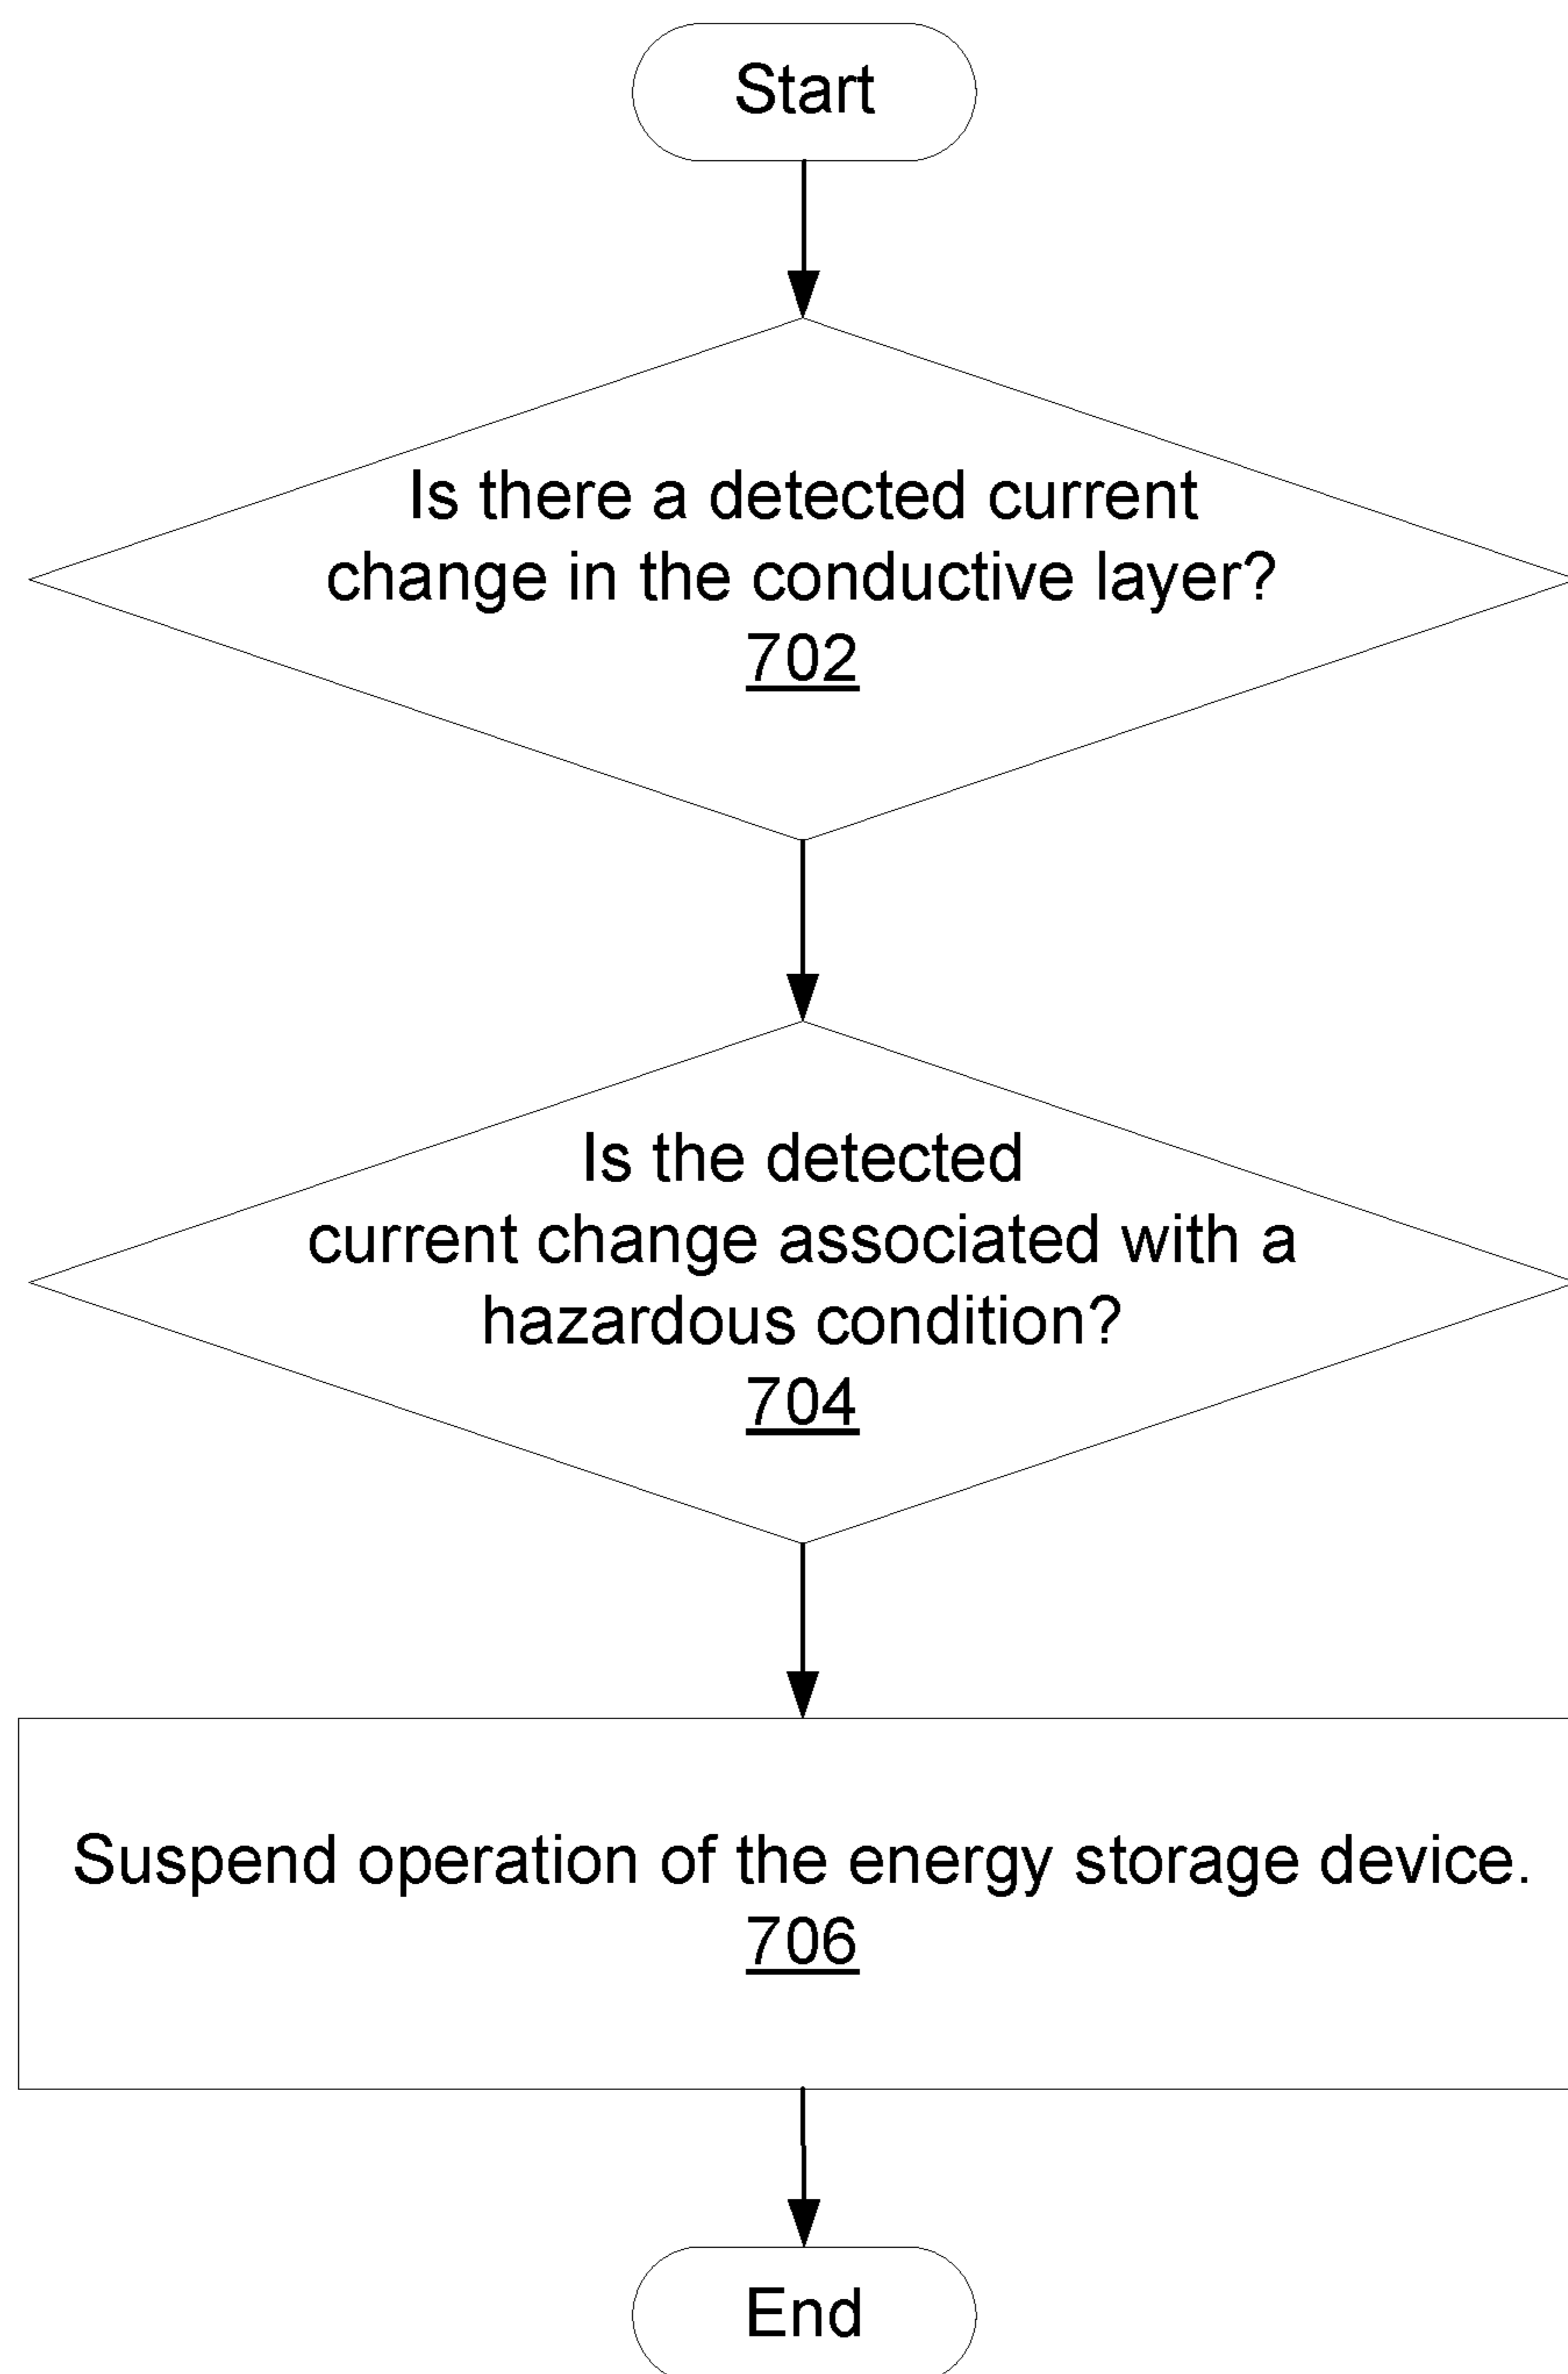 Start
Is there a detected current
change in the conductive layer?
702
Is the detected
current change associated with a
hazardous condition?
704
Suspend operation of the energy storage device.
706
End